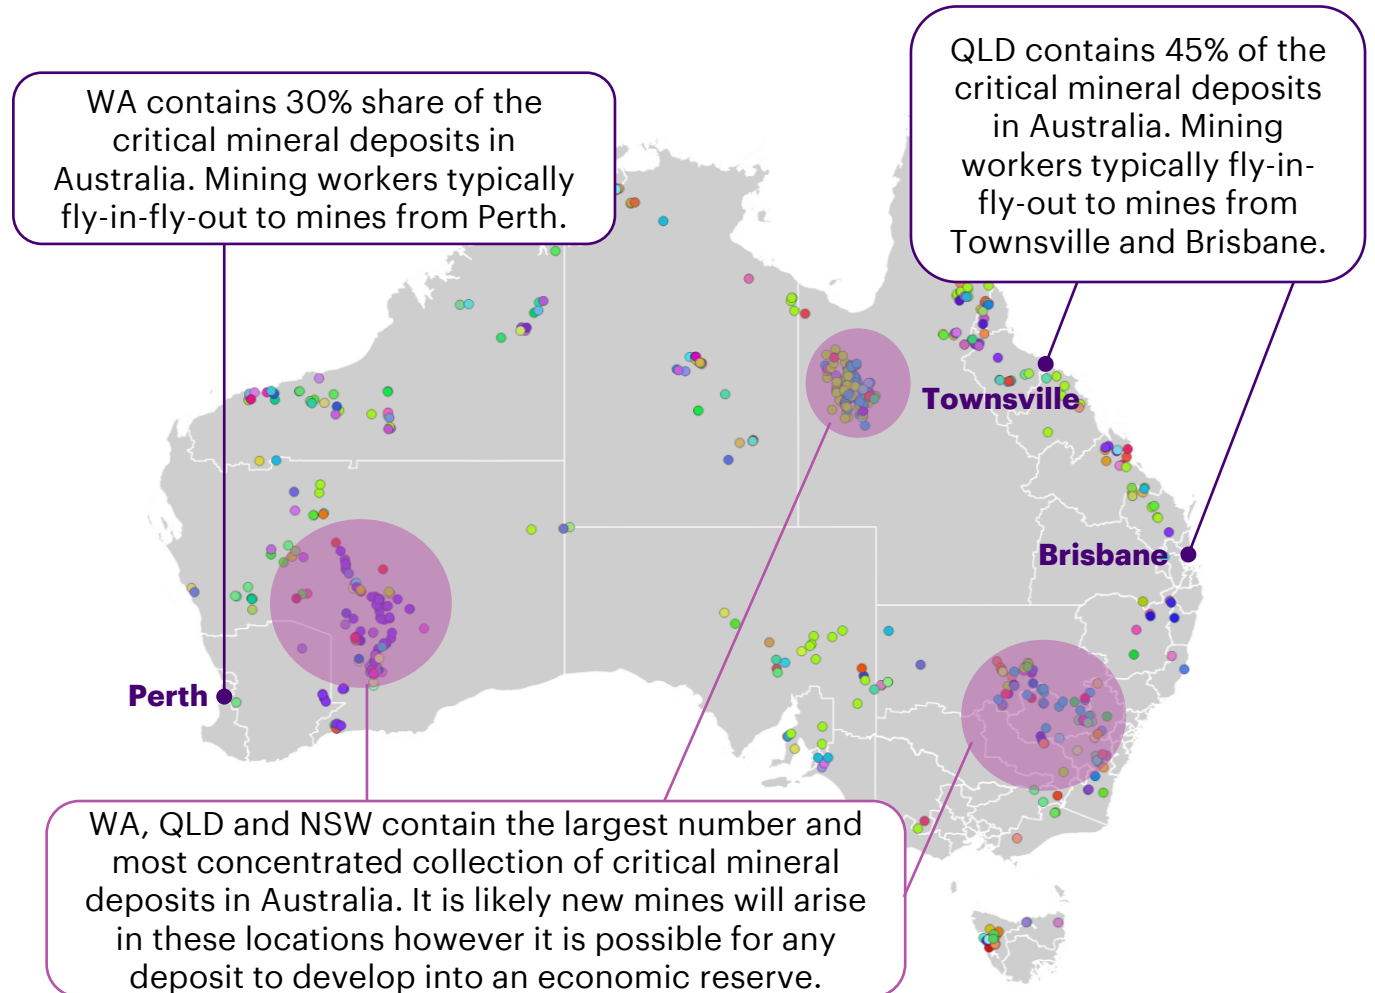 WA contains 30% share of the
critical mineral deposits in
Australia. Mining workers typically
fly-in-fly-out to mines from Perth.
QLD contains 45% of the
critical mineral deposits
in Australia. Mining
workers typically fly-in-
fly-out to mines from
Townsville and Brisbane.
Townsville
Brisbane
Perth
WA, QLD and NSW contain the largest number and
most concentrated collection of critical mineral
deposits in Australia. It is likely new mines will arise
in these locations however it is possible for any
deposit to develop into an economic reserve.